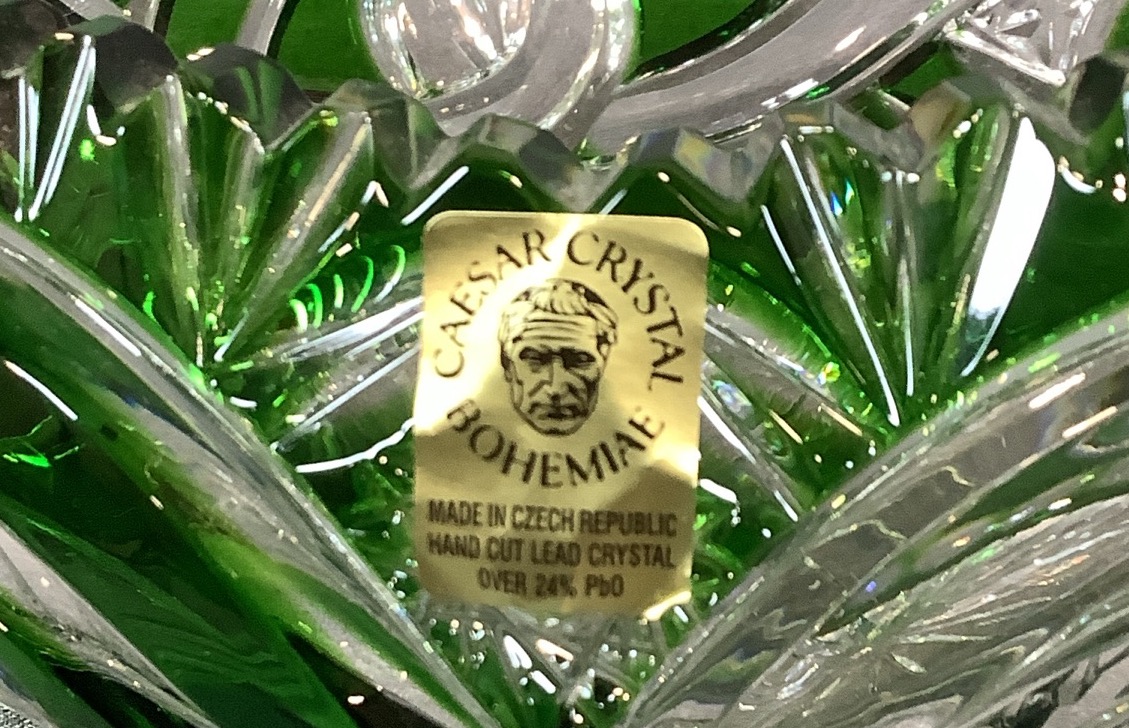 CAESAR CRYSTAL
BOHEMIAE
MADE IN CZECH REPUBLIC
HAND CUT LEAD CRYSTAL
OVER 24% PbO